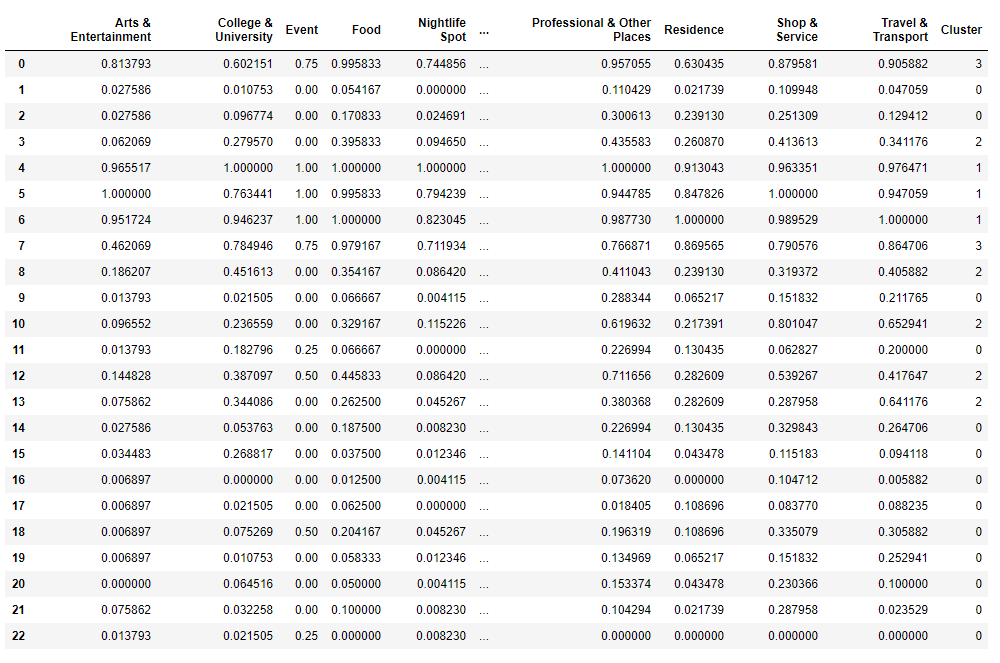 Arts & Entertainment College & University Event Food Nightlife Spot ... Professional & Other Places Residence Shop & Service Travel & Transport Cluster
0 0.813793 0.602151 0.75 0.995833 0.744856 ... 0.957055 0.630435 0.879581 0.905882 3
1 0.027586 0.010753 0.00 0.054167 0.000000 ... 0.110429 0.021739 0.109948 0.047059 0
2 0.027586 0.096774 0.00 0.170833 0.024691 ... 0.300613 0.239130 0.251309 0.129412 0
3 0.062069 0.279570 0.00 0.395833 0.094650 ... 0.435583 0.260870 0.413613 0.341176 2
4 0.965517 1.000000 1.00 1.000000 1.000000 ... 1.000000 0.913043 0.963351 0.976471 1
5 1.000000 0.763441 1.00 0.995833 0.794239 ... 0.944785 0.847826 1.000000 0.947059 1
6 0.951724 0.946237 1.00 1.000000 0.823045 ... 0.987730 1.000000 0.989529 1.000000 1
7 0.462069 0.784946 0.75 0.979167 0.711934 ... 0.766871 0.869565 0.790576 0.864706 3
8 0.186207 0.451613 0.00 0.354167 0.086420 ... 0.411043 0.239130 0.319372 0.405882 2
9 0.013793 0.021505 0.00 0.066667 0.004115 ... 0.288344 0.065217 0.151832 0.211765 0
10 0.096552 0.236559 0.00 0.329167 0.115226 ... 0.619632 0.217391 0.801047 0.652941 2
11 0.013793 0.182796 0.25 0.066667 0.000000 ... 0.226994 0.130435 0.062827 0.200000 0
12 0.144828 0.387097 0.50 0.445833 0.086420 ... 0.711656 0.282609 0.539267 0.417647 2
13 0.075862 0.344086 0.00 0.262500 0.045267 ... 0.380368 0.282609 0.287958 0.641176 2
14 0.027586 0.053763 0.00 0.187500 0.008230 ... 0.226994 0.130435 0.329843 0.264706 0
15 0.034483 0.268817 0.00 0.037500 0.012346 ... 0.141104 0.043478 0.115183 0.094118 0
16 0.006897 0.000000 0.00 0.012500 0.004115 ... 0.073620 0.000000 0.104712 0.005882 0
17 0.006897 0.021505 0.00 0.062500 0.000000 ... 0.018405 0.108696 0.083770 0.088235 0
18 0.006897 0.075269 0.50 0.204167 0.045267 ... 0.196319 0.108696 0.335079 0.305882 0
19 0.006897 0.010753 0.00 0.058333 0.012346 ... 0.134969 0.065217 0.151832 0.252941 0
20 0.000000 0.064516 0.00 0.050000 0.004115 ... 0.153374 0.043478 0.230366 0.100000 0
21 0.075862 0.032258 0.00 0.100000 0.008230 ... 0.104294 0.021739 0.287958 0.023529 0
22 0.013793 0.021505 0.25 0.000000 0.008230 ... 0.000000 0.000000 0.000000 0.000000 0